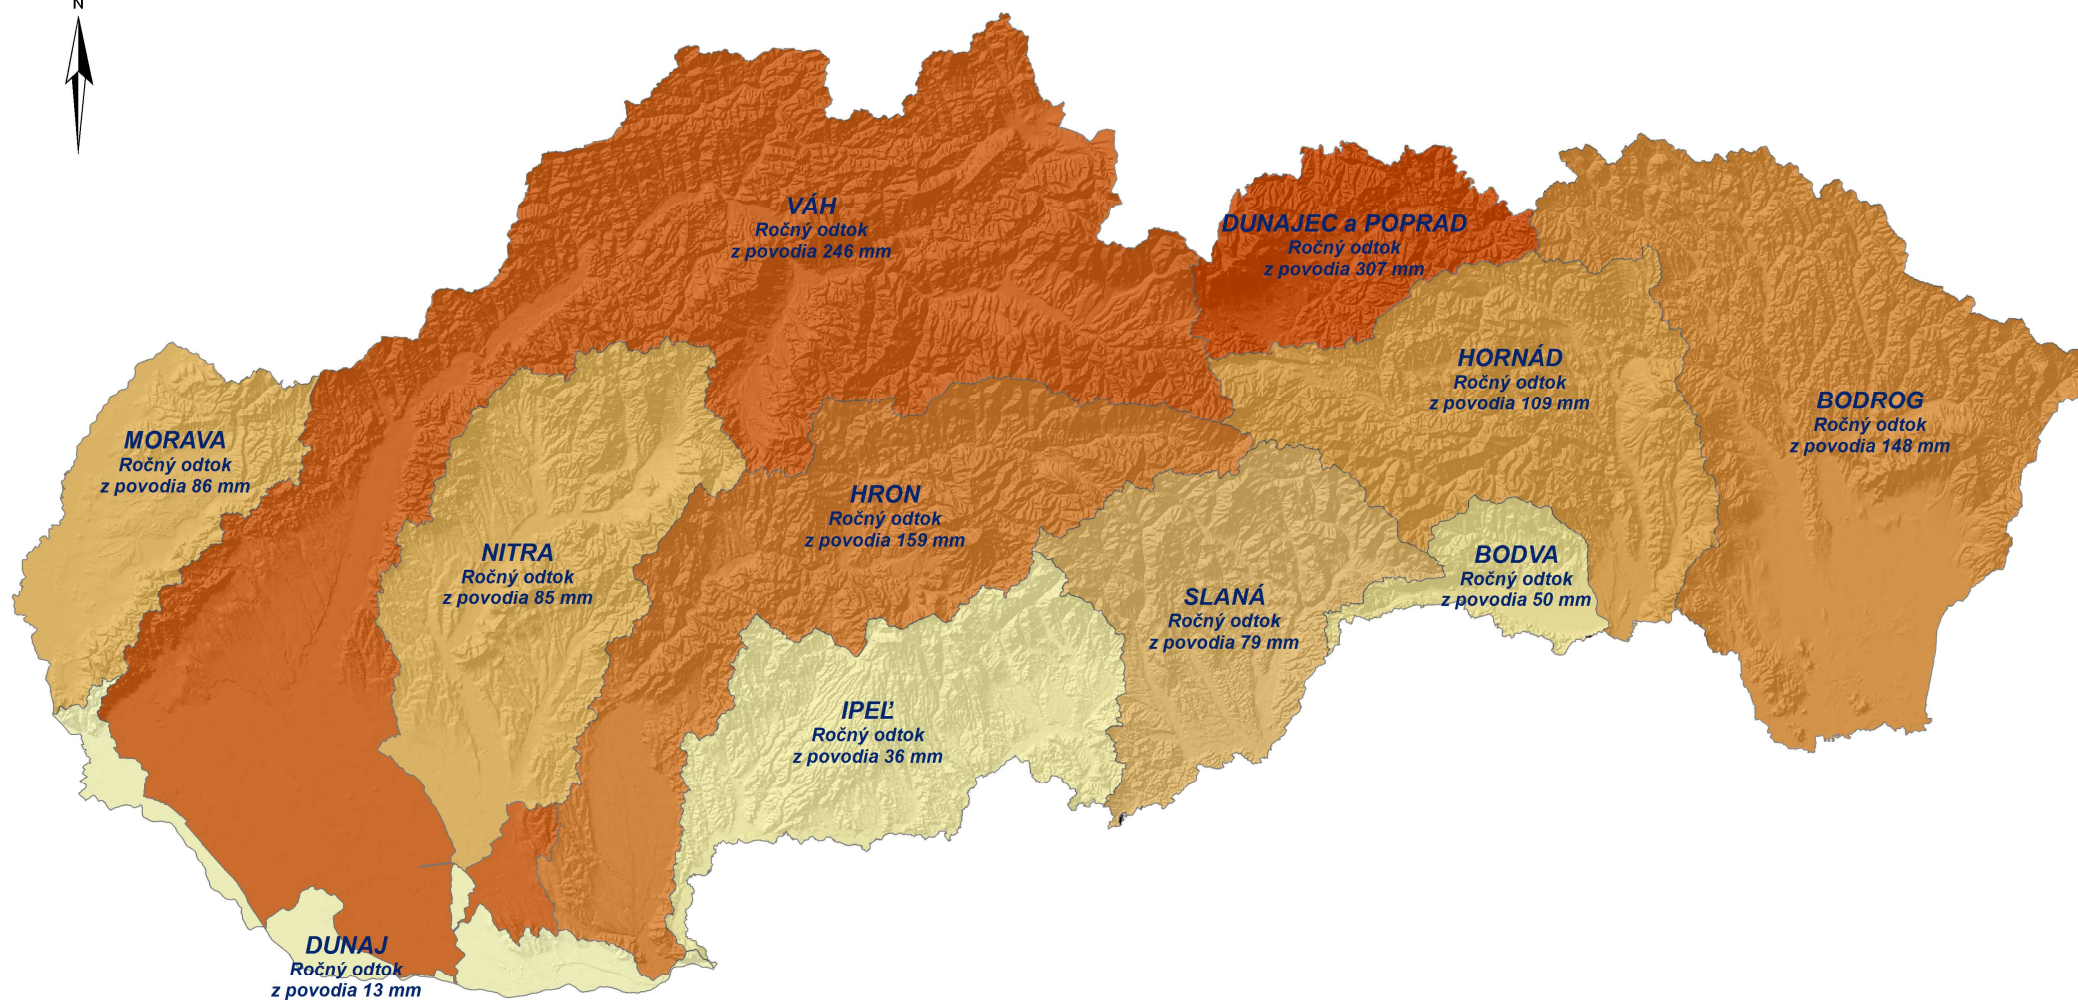 N
VÁH
Ročný odtok
z povodia 246 mm
DUNAJEC a POPRAD
Ročný odtok
z povodia 307 mm
HORNÁD
Ročný odtok
z povodia 109 mm
BODROG
Ročný odtok
z povodia 148 mm
MORAVA
Ročný odtok
z povodia 86 mm
HRON
Ročný odtok
z povodia 159 mm
NITRA
Ročný odtok
z povodia 85 mm
BODVA
Ročný odtok
z povodia 50 mm
SLANÁ
Ročný odtok
z povodia 79 mm
IPEĽ
Ročný odtok
z povodia 36 mm
DUNAJ
Ročný odtok
z povodia 13 mm